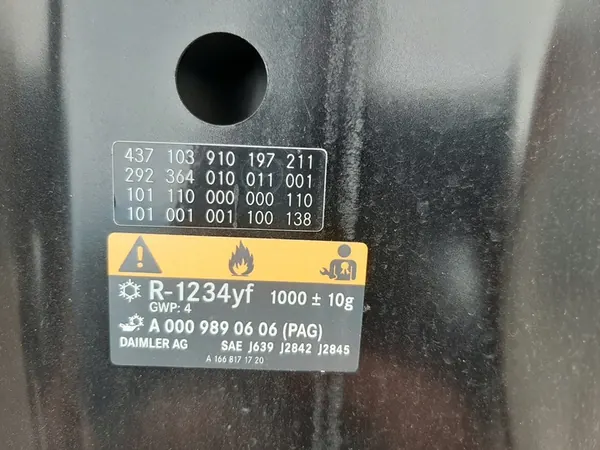 437 103 910 197 211
292 364 010 011 001
101 110 000 000 110
101 001 001 100 138
R-1234yf 1000 ± 10g
GWP: 4
A 000 989 06 06 (PAG)
DAIMLER AG SAE J639 J2842 J2845
A 166 817 17 20